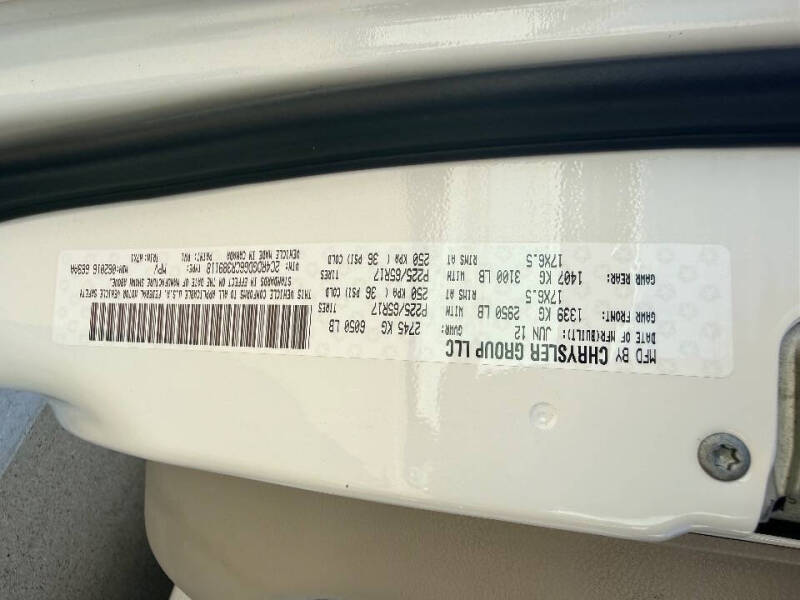 MFD BY CHRYSLER GROUP LLC
DATE OF MFR(BUILT): JUN 12 GVWR: 2745 KG 6050 LB
GAWR FRONT: 1339 KG 2950 LB WITH P225/65R17 TIRES
17X6.5 RIMS AT 250 KPA ( 36 PSI) COLD
GAWR REAR: 1407 KG 3100 LB WITH P225/65R17 TIRES
17X6.5 RIMS AT 250 KPA ( 36 PSI) COLD
THIS VEHICLE CONFORMS TO ALL APPLICABLE U.S.A. FEDERAL MOTOR VEHICLE SAFETY
STANDARDS IN EFFECT ON THE DATE OF MANUFACTURE SHOWN ABOVE.
VIN: 2C4RDGDG6CR389118 TYPE: MPV MDH:062016
VEHICLE MADE IN CANADA PAINT: TRIM: